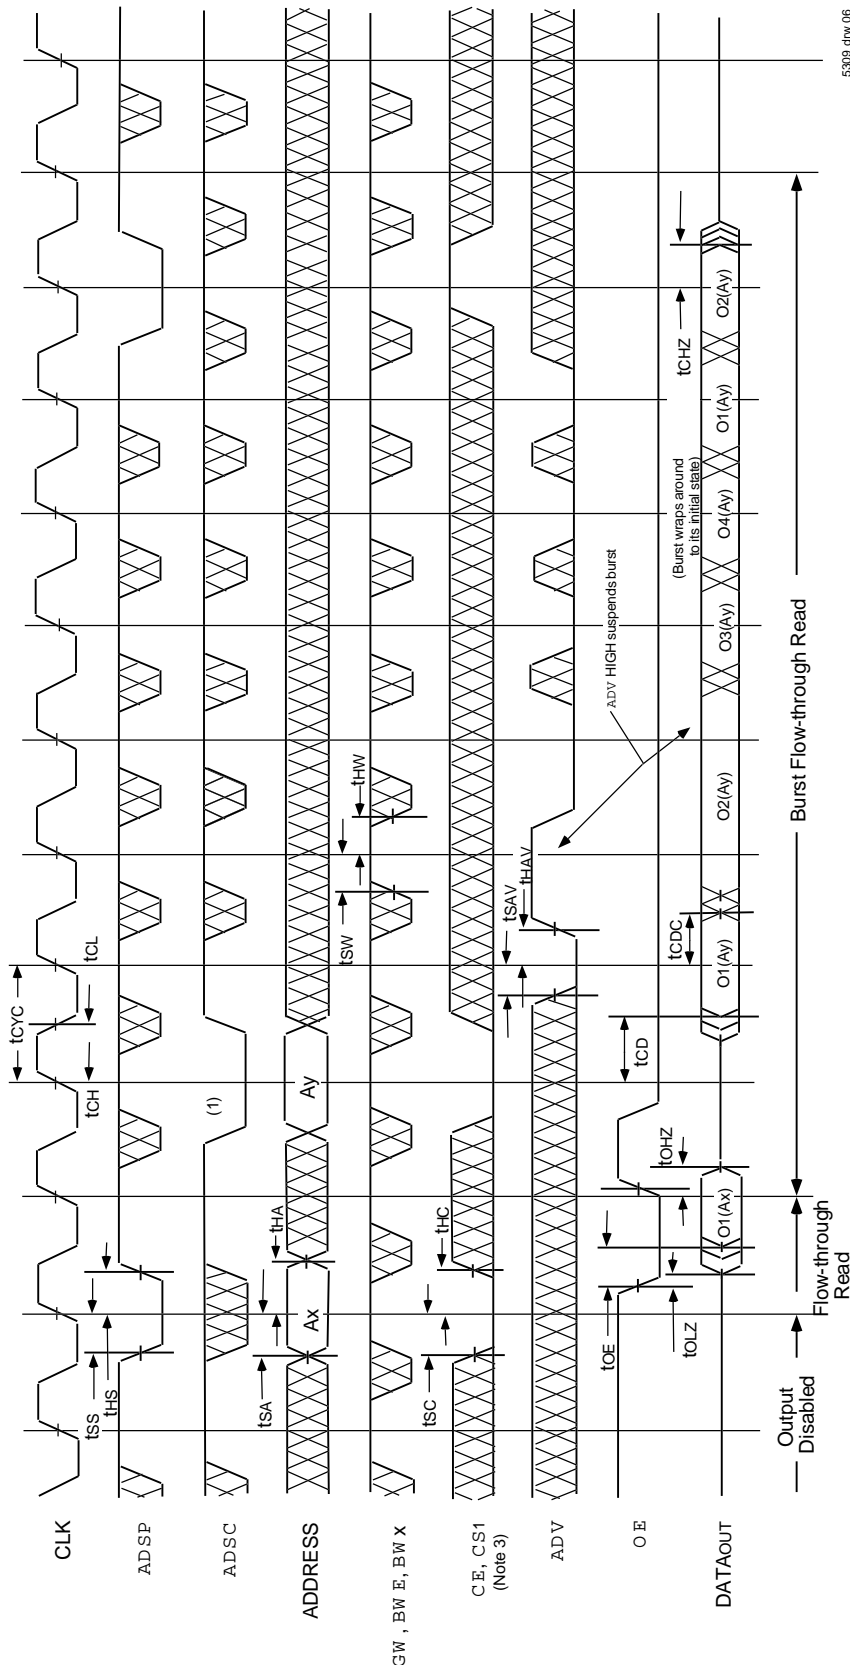 tCYC
CLK
tCH
tCL
tSS
tHS
ADSP
ADSC
(1)
tSA
tHA
ADDRESS
Ax
Ay
tSW
tHW
GW, BWE, BWx
tSC
tHC
CE, CS1
(Note 3)
tSAV
tHAV
ADV
ADV HIGH suspends burst
OE
tOE
tOHZ
tOLZ
tCD
tCDC
(Burst wraps around
to its initial state)
tCHZ
DATAOUT
O1(Ax)
O1(Ay)
O2(Ay)
O3(Ay)
O4(Ay)
O1(Ay)
O2(Ay)
Output
Disabled
Flow-through
Read
Burst Flow-through Read
5309 drw 06